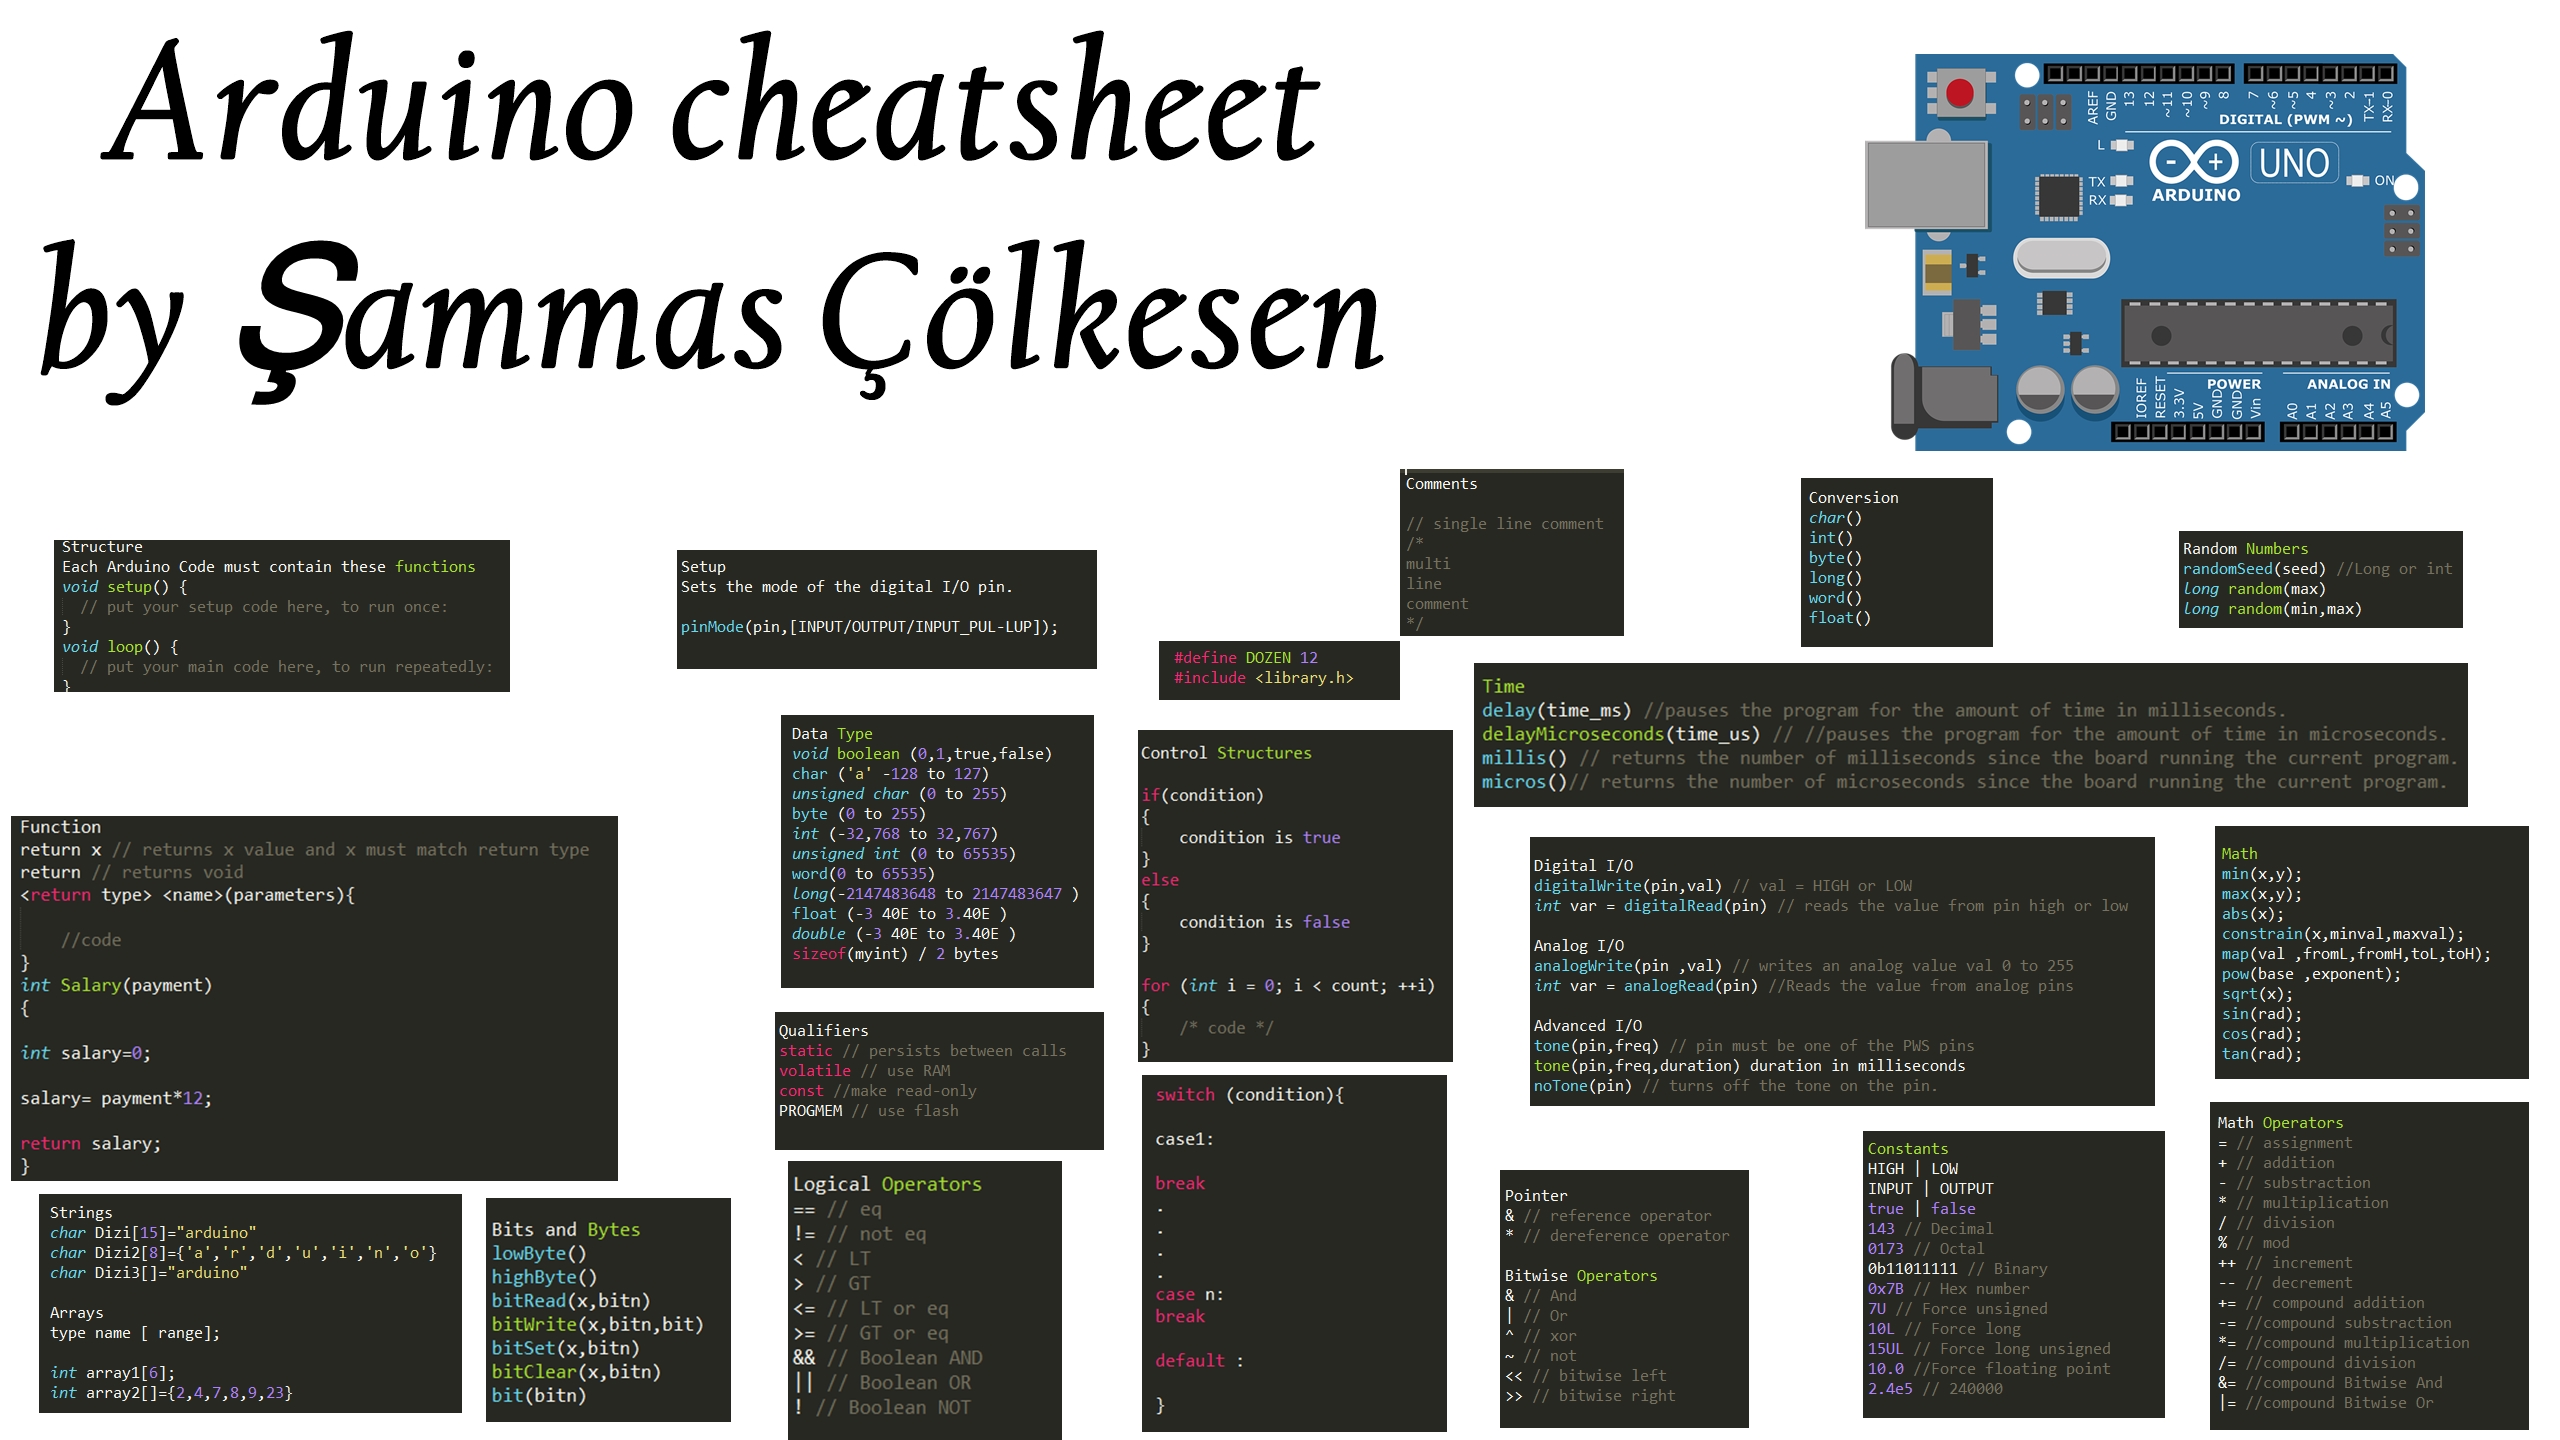 Arduino cheatsheet
by Şammas Çölkesen
AREF
GND
13
12
~11
~10
~9
8
7
~6
~5
4
~3
2
TX-1
RX-0
DIGITAL (PWM ~)
L
TX
RX
- +
UNO
ARDUINO
ON
POWER
ANALOG IN
IOREF
RESET
3.3V
5V
GND
GND
Vin
A0
A1
A2
A3
A4
A5
Structure
Each Arduino Code must contain these functions
void setup() {
// put your setup code here, to run once:
}
void loop() {
// put your main code here, to run repeatedly:
}
Setup
Sets the mode of the digital I/O pin.
pinMode(pin,[INPUT/OUTPUT/INPUT_PUL-LUP]);
Comments
// single line comment
/*
multi
line
comment
*/
#define DOZEN 12
#include <library.h>
Conversion
char()
int()
byte()
long()
word()
float()
Random Numbers
randomSeed(seed) //Long or int
long random(max)
long random(min,max)
Time
delay(time_ms) //pauses the program for the amount of time in milliseconds.
delayMicroseconds(time_us) // //pauses the program for the amount of time in microseconds.
millis() // returns the number of milliseconds since the board running the current program.
micros()// returns the number of microseconds since the board running the current program.
Function
return x // returns x value and x must match return type
return // returns void
<return type> <name>(parameters){
//code
}
int Salary(payment)
{
int salary=0;
salary= payment*12;
return salary;
}
Data Type
void boolean (0,1,true,false)
char ('a' -128 to 127)
unsigned char (0 to 255)
byte (0 to 255)
int (-32,768 to 32,767)
unsigned int (0 to 65535)
word(0 to 65535)
long(-2147483648 to 2147483647 )
float (-3 40E to 3.40E )
double (-3 40E to 3.40E )
sizeof(myint) / 2 bytes
Control Structures
if(condition)
{
condition is true
}
else
{
condition is false
}
for (int i = 0; i < count; ++i)
{
/* code */
}
Digital I/O
digitalWrite(pin,val) // val = HIGH or LOW
int var = digitalRead(pin) // reads the value from pin high or low
Analog I/O
analogWrite(pin ,val) // writes an analog value val 0 to 255
int var = analogRead(pin) //Reads the value from analog pins
Advanced I/O
tone(pin,freq) // pin must be one of the PWS pins
tone(pin,freq,duration) duration in milliseconds
noTone(pin) // turns off the tone on the pin.
Math
min(x,y);
max(x,y);
abs(x);
constrain(x,minval,maxval);
map(val ,fromL,fromH,toL,toH);
pow(base ,exponent);
sqrt(x);
sin(rad);
cos(rad);
tan(rad);
Qualifiers
static // persists between calls
volatile // use RAM
const //make read-only
PROGMEM // use flash
Strings
char Dizi[15]="arduino"
char Dizi2[8]={'a','r','d','u','i','n','o'}
char Dizi3[]="arduino"
Arrays
type name [ range];
int array1[6];
int array2[]={2,4,7,8,9,23}
Bits and Bytes
lowByte()
highByte()
bitRead(x,bitn)
bitWrite(x,bitn,bit)
bitSet(x,bitn)
bitClear(x,bitn)
bit(bitn)
Logical Operators
== // eq
!= // not eq
< // LT
> // GT
<= // LT or eq
>= // GT or eq
&& // Boolean AND
|| // Boolean OR
! // Boolean NOT
switch (condition){
case1:
break
.
.
.
.
case n:
break
default :
}
Pointer
& // reference operator
* // dereference operator
Bitwise Operators
& // And
| // Or
^ // xor
~ // not
<< // bitwise left
>> // bitwise right
Constants
HIGH | LOW
INPUT | OUTPUT
true | false
143 // Decimal
0173 // Octal
0b11011111 // Binary
0x7B // Hex number
7U // Force unsigned
10L // Force long
15UL // Force long unsigned
10.0 //Force floating point
2.4e5 // 240000
Math Operators
= // assignment
+ // addition
- // substraction
* // multiplication
/ // division
% // mod
++ // increment
-- // decrement
+= // compound addition
-= //compound substraction
*= //compound multiplication
/= //compound division
&= //compound Bitwise And
|= //compound Bitwise Or